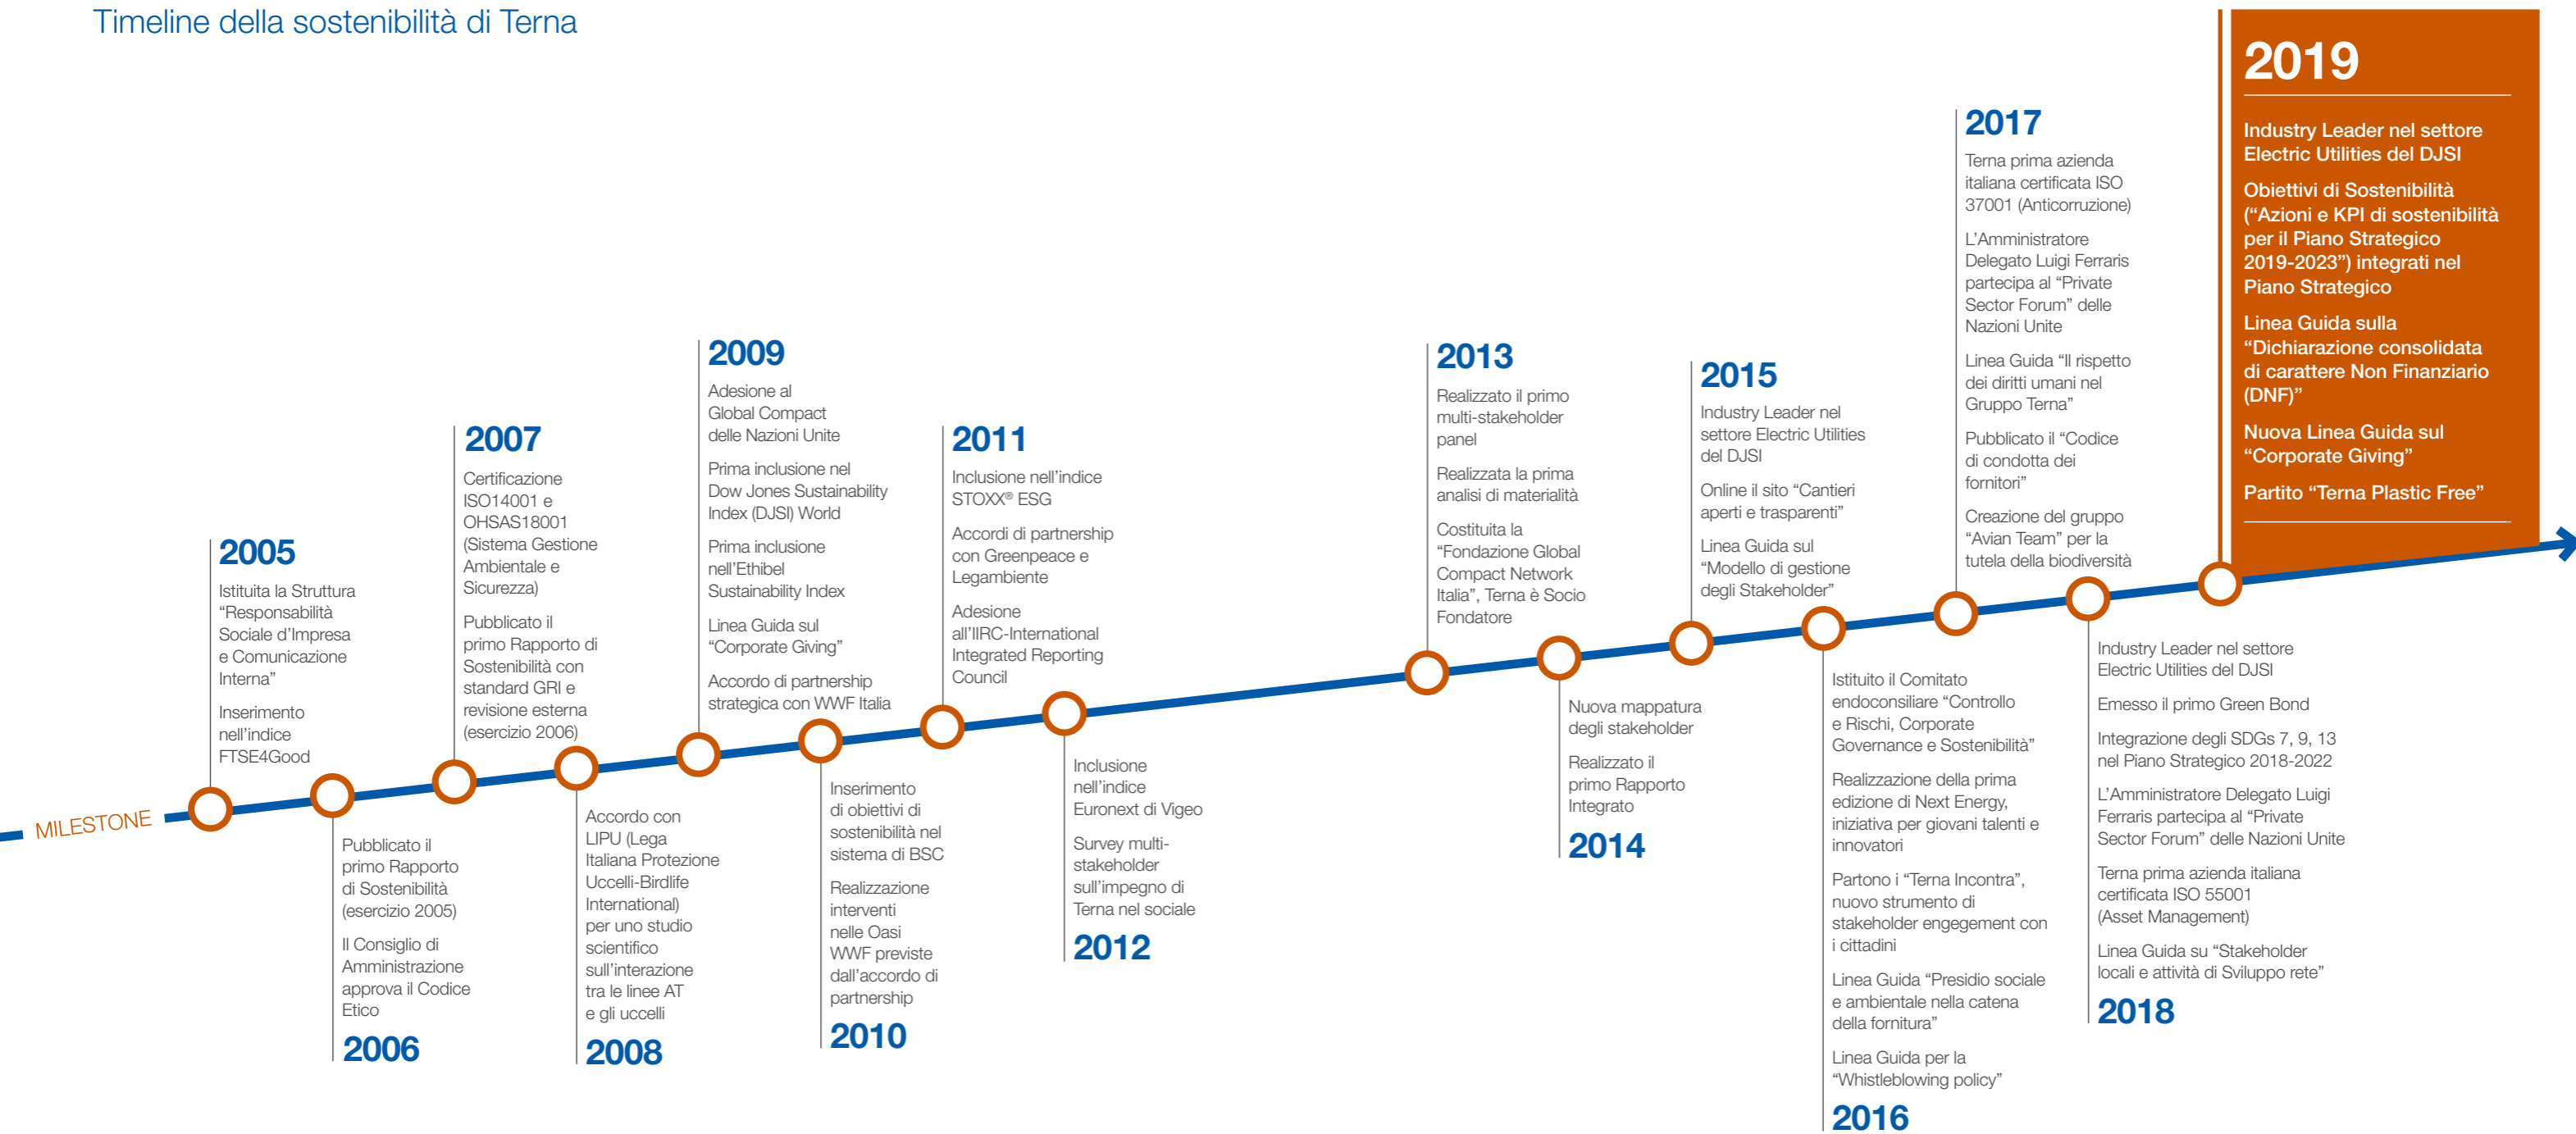 Timeline della sostenibilità di Terna
MILESTONE
2005
Istituita la Struttura
“Responsabilità
Sociale d’Impresa
e Comunicazione
Interna”
Inserimento
nell’indice
FTSE4Good
Pubblicato il
primo Rapporto
di Sostenibilità
(esercizio 2005)
Il Consiglio di
Amministrazione
approva il Codice
Etico
2006
2007
Certificazione
ISO14001 e
OHSAS18001
(Sistema Gestione
Ambientale e
Sicurezza)
Pubblicato il
primo Rapporto di
Sostenibilità con
standard GRI e
revisione esterna
(esercizio 2006)
Accordo con
LIPU (Lega
Italiana Protezione
Uccelli-Birdlife
International)
per uno studio
scientifico
sull’interazione
tra le linee AT
e gli uccelli
2008
2009
Adesione al
Global Compact
delle Nazioni Unite
Prima inclusione nel
Dow Jones Sustainability
Index (DJSI) World
Prima inclusione
nell’Ethibel
Sustainability Index
Linea Guida sul
“Corporate Giving”
Accordo di partnership
strategica con WWF Italia
Inserimento
di obiettivi di
sostenibilità nel
sistema di BSC
Realizzazione
interventi
nelle Oasi
WWF previste
dall’accordo di
partnership
2010
2011
Inclusione nell’indice
STOXX® ESG
Accordi di partnership
con Greenpeace e
Legambiente
Adesione
all’IIRC-International
Integrated Reporting
Council
Inclusione
nell’indice
Euronext di Vigeo
Survey multi-
stakeholder
sull’impegno di
Terna nel sociale
2012
2013
Realizzato il primo
multi-stakeholder
panel
Realizzata la prima
analisi di materialità
Costituita la
“Fondazione Global
Compact Network
Italia”, Terna è Socio
Fondatore
Nuova mappatura
degli stakeholder
Realizzato il
primo Rapporto
Integrato
2014
2015
Industry Leader nel
settore Electric Utilities
del DJSI
Online il sito “Cantieri
aperti e trasparenti”
Linea Guida sul
“Modello di gestione
degli Stakeholder”
Istituito il Comitato
endoconsiliare “Controllo
e Rischi, Corporate
Governance e Sostenibilità”
Realizzazione della prima
edizione di Next Energy,
iniziativa per giovani talenti e
innovatori
Partono i “Terna Incontra”,
nuovo strumento di
stakeholder engegement con
i cittadini
Linea Guida “Presidio sociale
e ambientale nella catena
della fornitura”
Linea Guida per la
“Whistleblowing policy”
2016
2017
Terna prima azienda
italiana certificata ISO
37001 (Anticorruzione)
L’Amministratore
Delegato Luigi Ferraris
partecipa al “Private
Sector Forum” delle
Nazioni Unite
Linea Guida “Il rispetto
dei diritti umani nel
Gruppo Terna”
Pubblicato il “Codice
di condotta dei
fornitori”
Creazione del gruppo
“Avian Team” per la
tutela della biodiversità
Industry Leader nel settore
Electric Utilities del DJSI
Emesso il primo Green Bond
Integrazione degli SDGs 7, 9, 13
nel Piano Strategico 2018-2022
L’Amministratore Delegato Luigi
Ferraris partecipa al “Private
Sector Forum” delle Nazioni Unite
Terna prima azienda italiana
certificata ISO 55001
(Asset Management)
Linea Guida su “Stakeholder
locali e attività di Sviluppo rete”
2018
2019
Industry Leader nel settore
Electric Utilities del DJSI
Obiettivi di Sostenibilità
(“Azioni e KPI di sostenibilità
per il Piano Strategico
2019-2023”) integrati nel
Piano Strategico
Linea Guida sulla
“Dichiarazione consolidata
di carattere Non Finanziario
(DNF)”
Nuova Linea Guida sul
“Corporate Giving”
Partito “Terna Plastic Free”